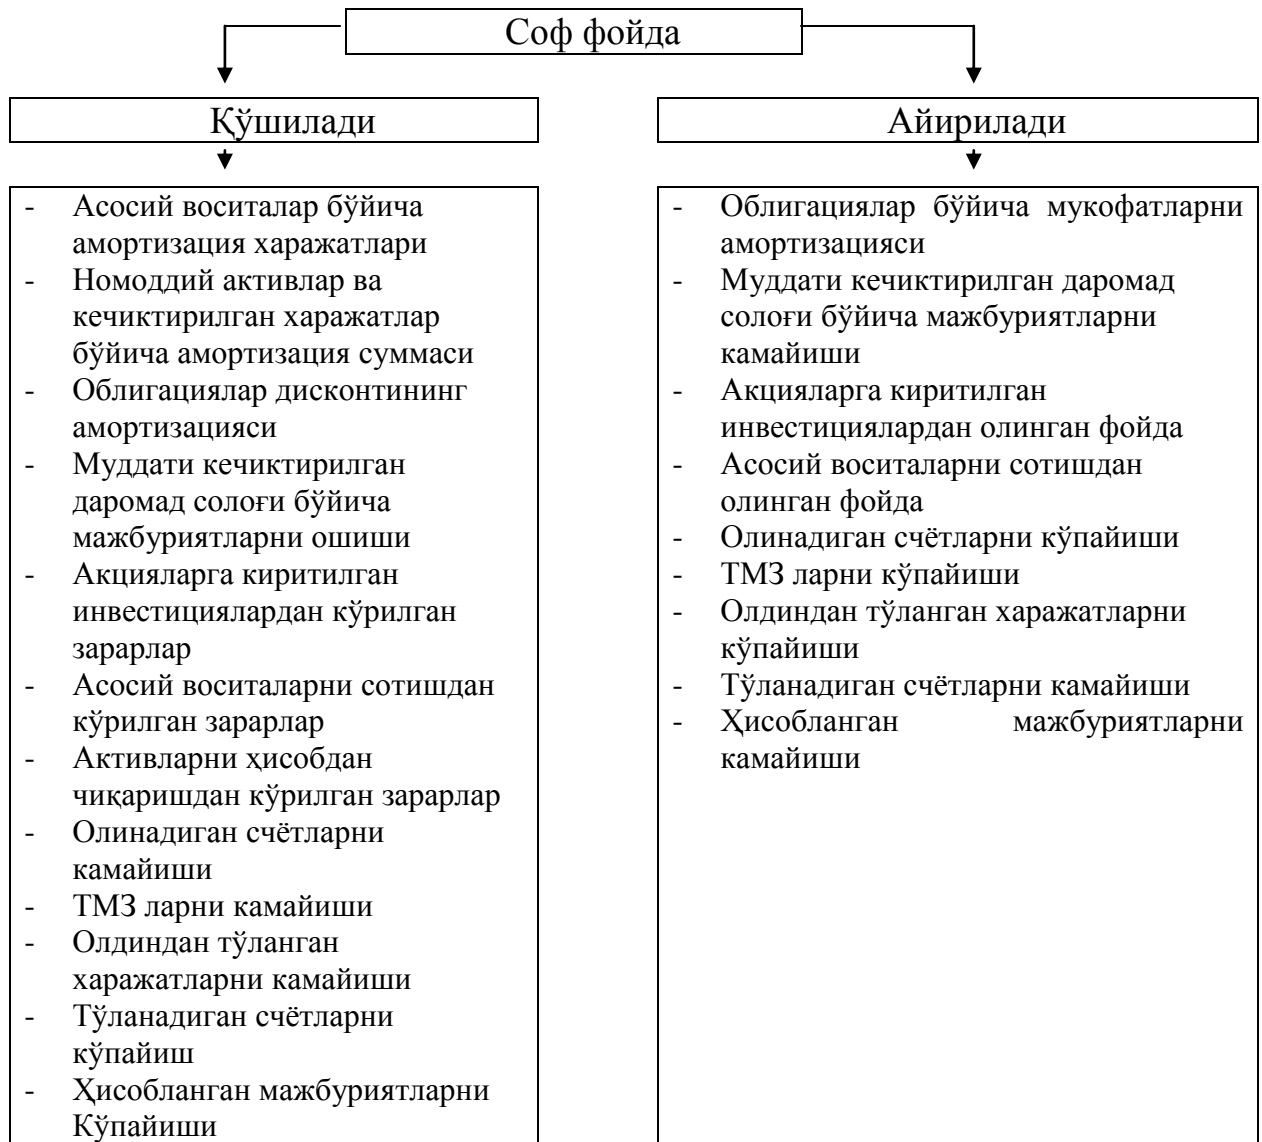 Соф фойда
Қўшилади
- Асосий воситалар бўйича
амортизация харажатлари
- Номоддий активлар ва
кечиктирилган харажатлар
бўйича амортизация суммаси
- Облигациялар дисконтининг
амортизацияси
- Муддати кечиктирилган
даромад солоғи бўйича
мажбуриятларни ошиши
- Акцияларга киритилган
инвестициялардан кўрилган
зарарлар
- Асосий воситаларни сотишдан
кўрилган зарарлар
- Активларни ҳисобдан
чиқаришдан кўрилган зарарлар
- Олинадиган счётларни
камайиши
- ТМЗ ларни камайиши
- Олдиндан тўланган
харажатларни камайиши
- Тўланадиган счётларни
кўпайиш
- Ҳисобланган мажбуриятларни
Кўпайиши
Айирилади
- Облигациялар бўйича мукофатларни
амортизацияси
- Муддати кечиктирилган даромад
солоғи бўйича мажбуриятларни
камайиши
- Акцияларга киритилган
инвестициялардан олинган фойда
- Асосий воситаларни сотишдан
олинган фойда
- Олинадиган счётларни кўпайиши
- ТМЗ ларни кўпайиши
- Олдиндан тўланган харажатларни
кўпайиши
- Тўланадиган счётларни камайиши
- Ҳисобланган мажбуриятларни
камайиши